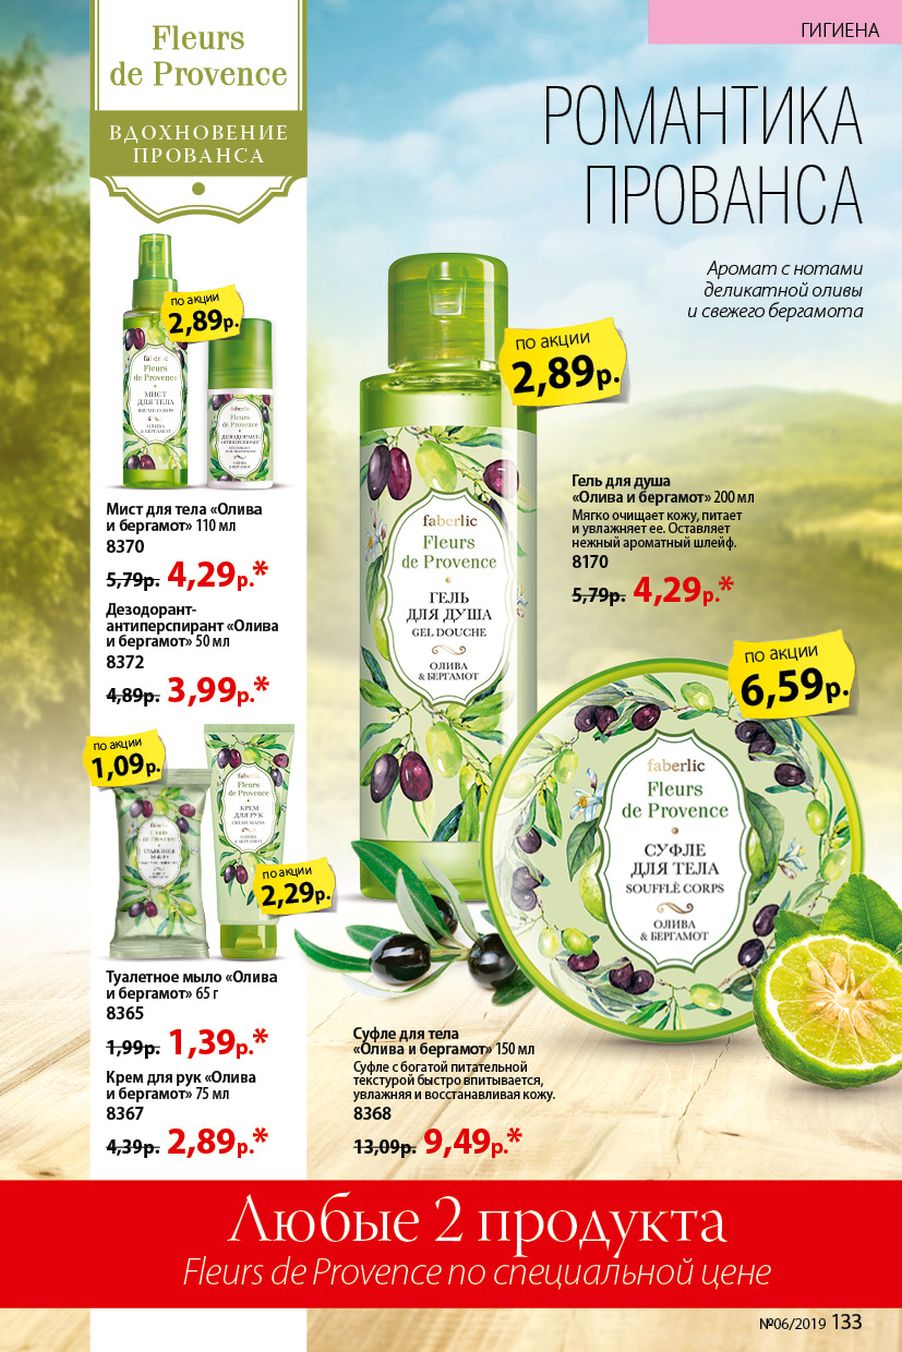 ГИГИЕНА
Fleurs
de Provence
ВДОХНОВЕНИЕ
ПРОВАНСА
РОМАНТИКА
ПРОВАНСА
Аромат с нотами
деликатной оливы
и свежего бергамота
по акции
2,89р.
faberlic
Fleurs
de Provence
МИСТ
ДЛЯ ТЕЛА
BRUME CORPS
ОЛИВА
& БЕРГАМОТ
faberlic
Fleurs
de Provence
ДЕЗОДОРАНТ-
АНТИПЕРСПИРАНТ
ОЛИВА
& БЕРГАМОТ
Мист для тела «Олива
и бергамот» 110 мл
8370
5,79р. 4,29р.*
Дезодорант-
антиперспирант «Олива
и бергамот» 50 мл
8372
4,89р. 3,99р.*
по акции
2,89р.
faberlic
Fleurs
de Provence
ГЕЛЬ
ДЛЯ ДУША
GEL DOUCHE
ОЛИВА
& БЕРГАМОТ
Гель для душа
«Олива и бергамот» 200 мл
Мягко очищает кожу, питает
и увлажняет ее. Оставляет
нежный ароматный шлейф.
8170
5,79р. 4,29р.*
по акции
1,09р.
faberlic
Fleurs
de Provence
ТУАЛЕТНОЕ
МЫЛО
faberlic
Fleurs
de Provence
КРЕМ
ДЛЯ РУК
CRÈME MAINS
ОЛИВА
& БЕРГАМОТ
по акции
2,29р.
Туалетное мыло «Олива
и бергамот» 65 г
8365
1,99р. 1,39р.*
Крем для рук «Олива
и бергамот» 75 мл
8367
4,39р. 2,89р.*
по акции
6,59р.
faberlic
Fleurs
de Provence
СУФЛЕ
ДЛЯ ТЕЛА
SOUFFLÈ CORPS
ОЛИВА
& БЕРГАМОТ
Суфле для тела
«Олива и бергамот» 150 мл
Суфле с богатой питательной
текстурой быстро впитывается,
увлажняя и восстанавливая кожу.
8368
13,09р. 9,49р.*
Любые 2 продукта
Fleurs de Provence по специальной цене
№06/2019 133